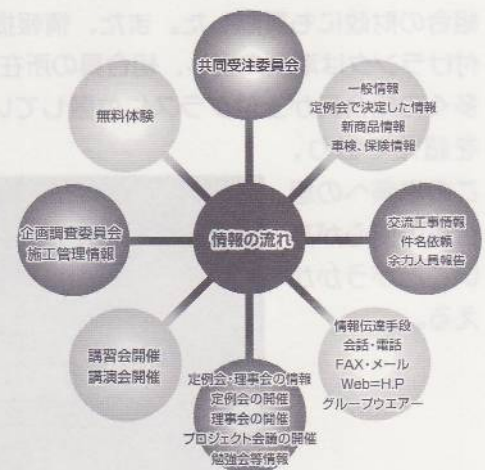 共同受注委員会
一般情報
定例会で決定した情報
新商品情報
車検、保険情報
無料体験
企画調査委員会
施工管理情報
情報の流れ
交流工事情報
件名依頼
余力人員報告
講習会開催
講演会開催
定例会・理事会の情報
定例会の開催
理事会の開催
プロジェクト会議の開催
勉強会等情報
情報伝達手段
会話・電話
FAX・メール
Web=H.P
グループウエアー